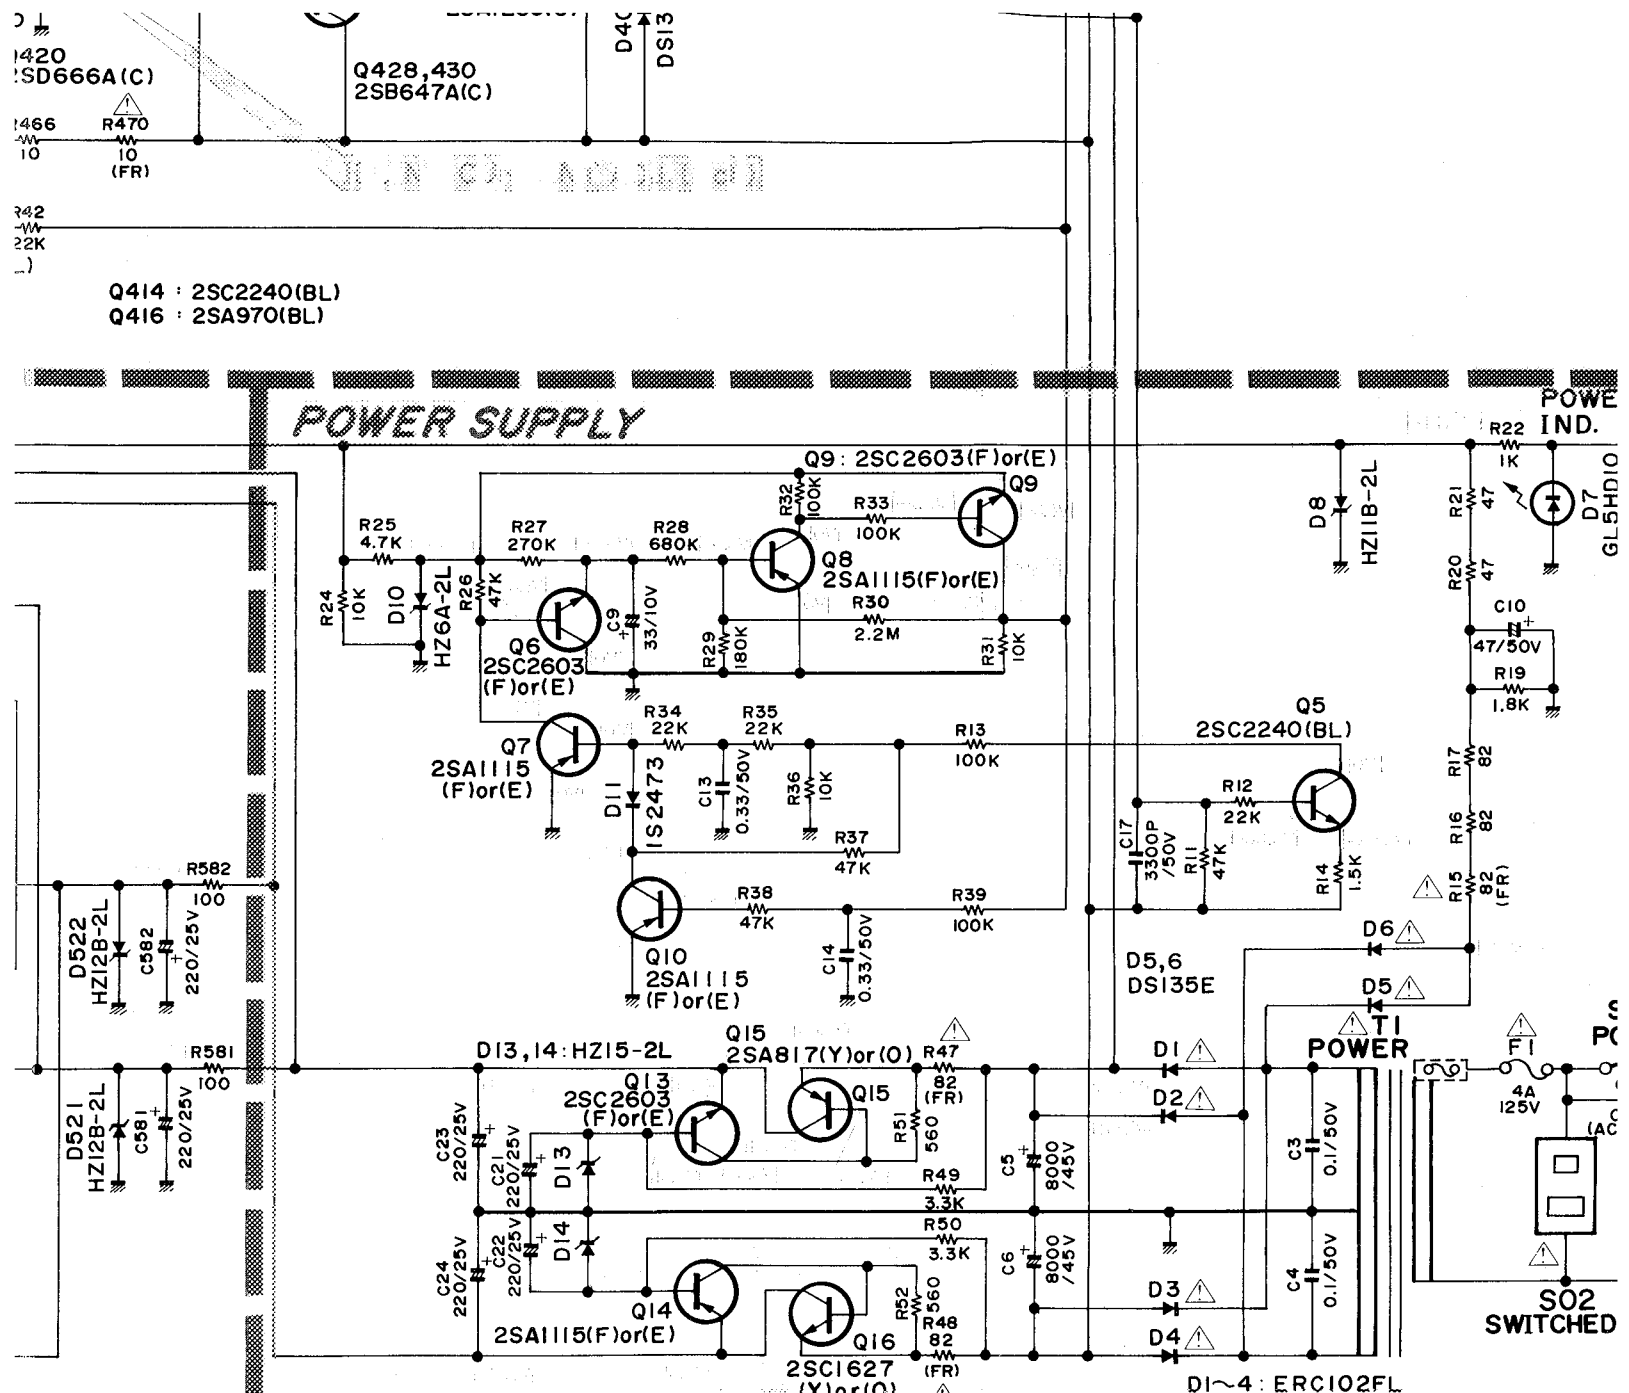 Q420
2SD666A(C)
Q428,430
2SB647A(C)
DS13
R466
10
R470
10
(FR)
R42
22K
Q414 : 2SC2240(BL)
Q416 : 2SA970(BL)
POWER SUPPLY
POWE
IND.
R22
1K
D7
GL5HD10
D8
HZ11B-2L
R21
47
R20
47
C10
+
47/50V
R19
1.8K
R17
82
R16
82
R15
82
(FR)
Q9 : 2SC2603(F)or(E)
Q9
R32
100K
R33
100K
R25
4.7K
R27
270K
R28
680K
Q8
2SA1115(F)or(E)
R24
10K
D10
HZ6A-2L
R26
47K
C9
+
33/10V
R30
2.2M
R29
180K
R31
10K
Q6
2SC2603
(F)or(E)
Q7
2SA1115
(F)or(E)
R34
22K
R35
22K
R13
100K
Q5
2SC2240(BL)
D11
1S2473
C13
0.33/50V
R36
10K
R37
47K
R12
22K
C17
3300P
/50V
R11
47K
R14
1.5K
R38
47K
R39
100K
Q10
2SA1115
(F)or(E)
C14
0.33/50V
R582
100
D522
HZ12B-2L
C582
+
220/25V
R581
100
D521
HZ12B-2L
C581
+
220/25V
D6
D5,6
DS135E
D5
T1
POWER
F1
4A
125V
D13,14: HZ15-2L
Q15
2SA817(Y)or(O)
R47
82
(FR)
D1
D2
Q13
2SC2603
(F)or(E)
Q15
R51
560
C23
+
220/25V
C21
+
220/25V
D13
R49
3.3K
C5
+
8000
/45V
C3
0.1/50V
R50
3.3K
C24
+
220/25V
C22
+
220/25V
D14
C6
+
8000
/45V
C4
0.1/50V
Q14
2SA1115(F)or(E)
R52
560
R48
82
(FR)
Q16
2SC1627
(Y)or(O)
D3
D4
D1~4 : ERC102FL
SO2
SWITCHED